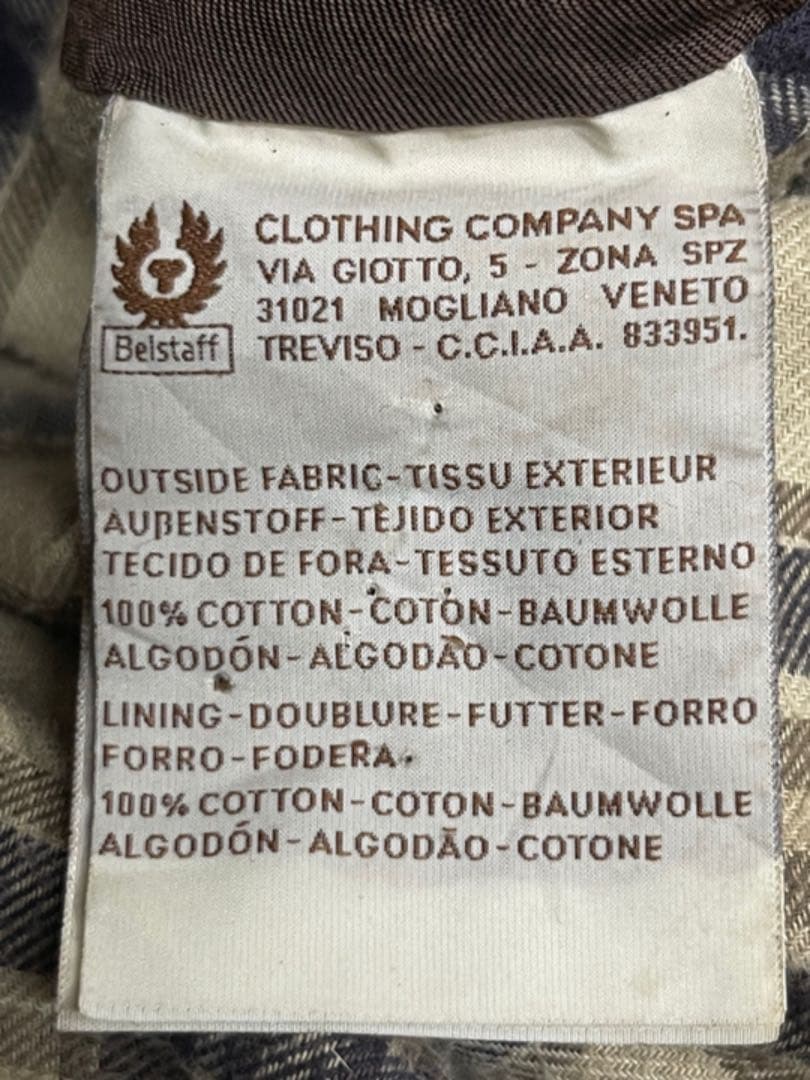 CLOTHING COMPANY SPA
VIA GIOTTO, 5 - ZONA SPZ
31021 MOGLIANO VENETO
TREVISO - C.C.I.A.A. 833951.
Belstaff
OUTSIDE FABRIC-TISSU EXTERIEUR
AUßENSTOFF-TEJIDO EXTERIOR
TECIDO DE FORA-TESSUTO ESTERNO
100% COTTON-COTON-BAUMWOLLE
ALGODÓN-ALGODÃO-COTONE
LINING-DOUBLURE-FUTTER-FORRO
FORRO-FODERA
100% COTTON-COTON-BAUMWOLLE
ALGODÓN-ALGODÃO-COTONE